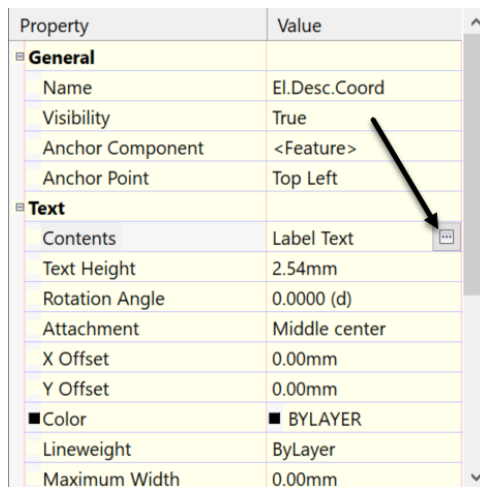 Property Value
General
Name El.Desc.Coord
Visibility True
Anchor Component <Feature>
Anchor Point Top Left
Text
Contents Label Text
Text Height 2.54mm
Rotation Angle 0.0000 (d)
Attachment Middle center
X Offset 0.00mm
Y Offset 0.00mm
Color BYLAYER
Lineweight ByLayer
Maximum Width 0.00mm